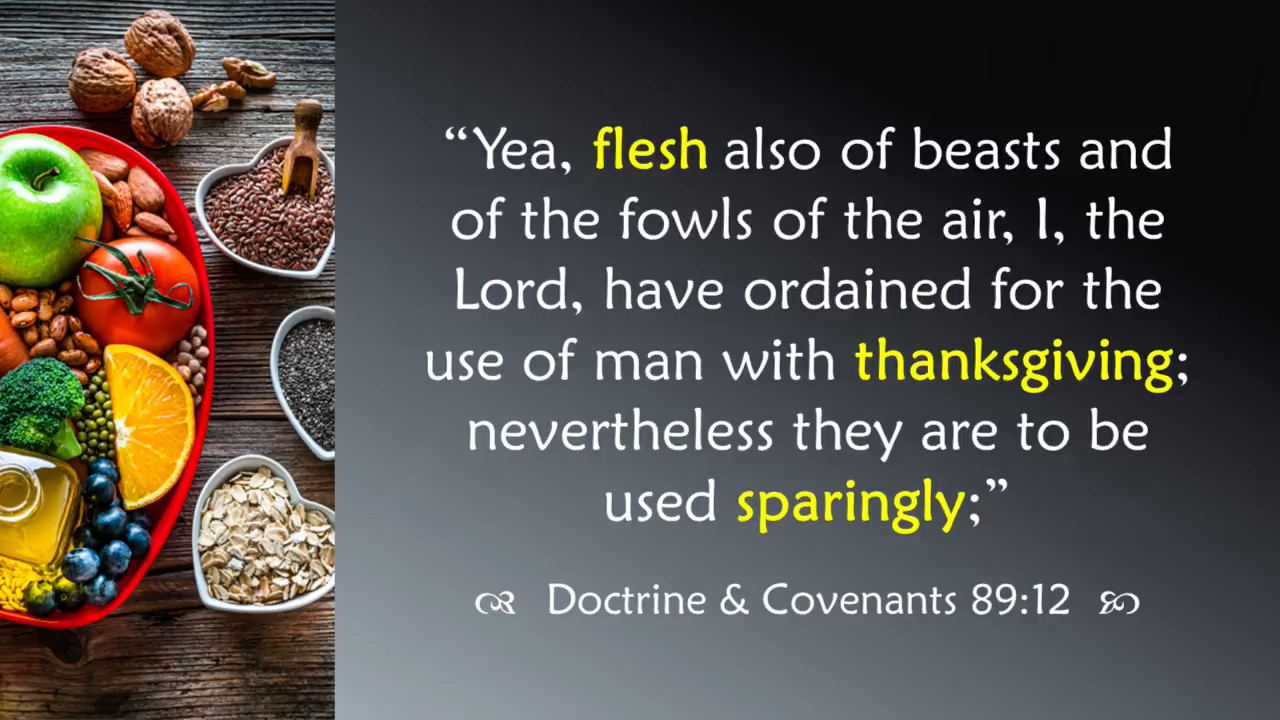 “Yea, flesh also of beasts and
of the fowls of the air, I, the
Lord, have ordained for the
use of man with thanksgiving;
nevertheless they are to be
used sparingly;”
Doctrine & Covenants 89:12